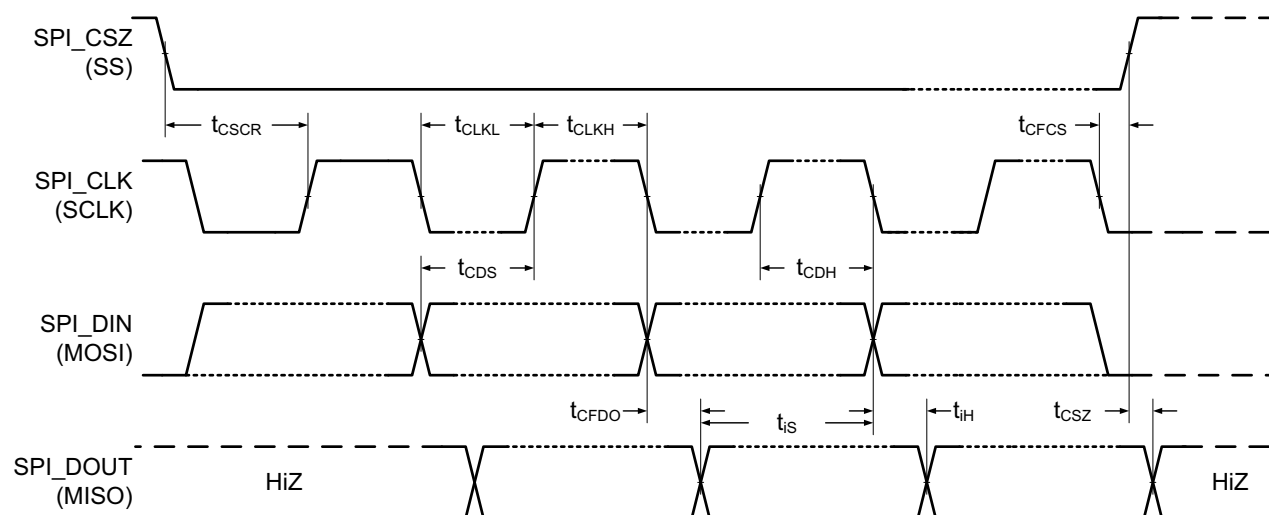 SPI_CSZ
(SS)
tCSCR
tCLKL
tCLKH
tCFCS
SPI_CLK
(SCLK)
tCDS
tCDH
SPI_DIN
(MOSI)
tCFDO
tiS
tiH
tCSZ
SPI_DOUT
(MISO)
HiZ
HiZ